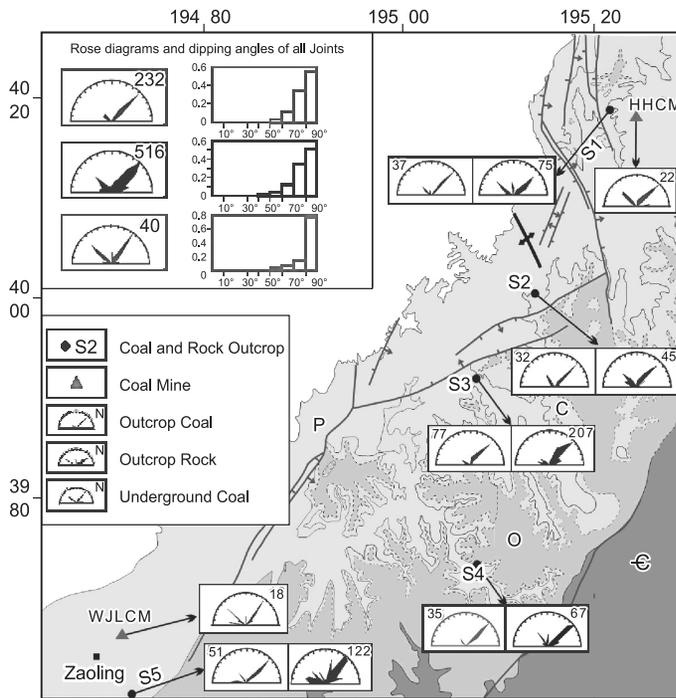 194 80
195 00
195 20
40
20
40
00
39
80
Rose diagrams and dipping angles of all Joints
232
0.6
0.4
0.2
0
10° 30° 50° 70° 90°
516
0.6
0.4
0.2
0
10° 30° 50° 70° 90°
40
0.8
0.6
0.4
0.2
0
10° 30° 50° 70° 90°
S2 Coal and Rock Outcrop
Coal Mine
N Outcrop Coal
N Outcrop Rock
N Underground Coal
HHCM
S1
37 75
22
S2
32 45
S3
C
P
77 207
O
Є
S4
35 67
18
WJLCM
51 122
Zaoling
S5